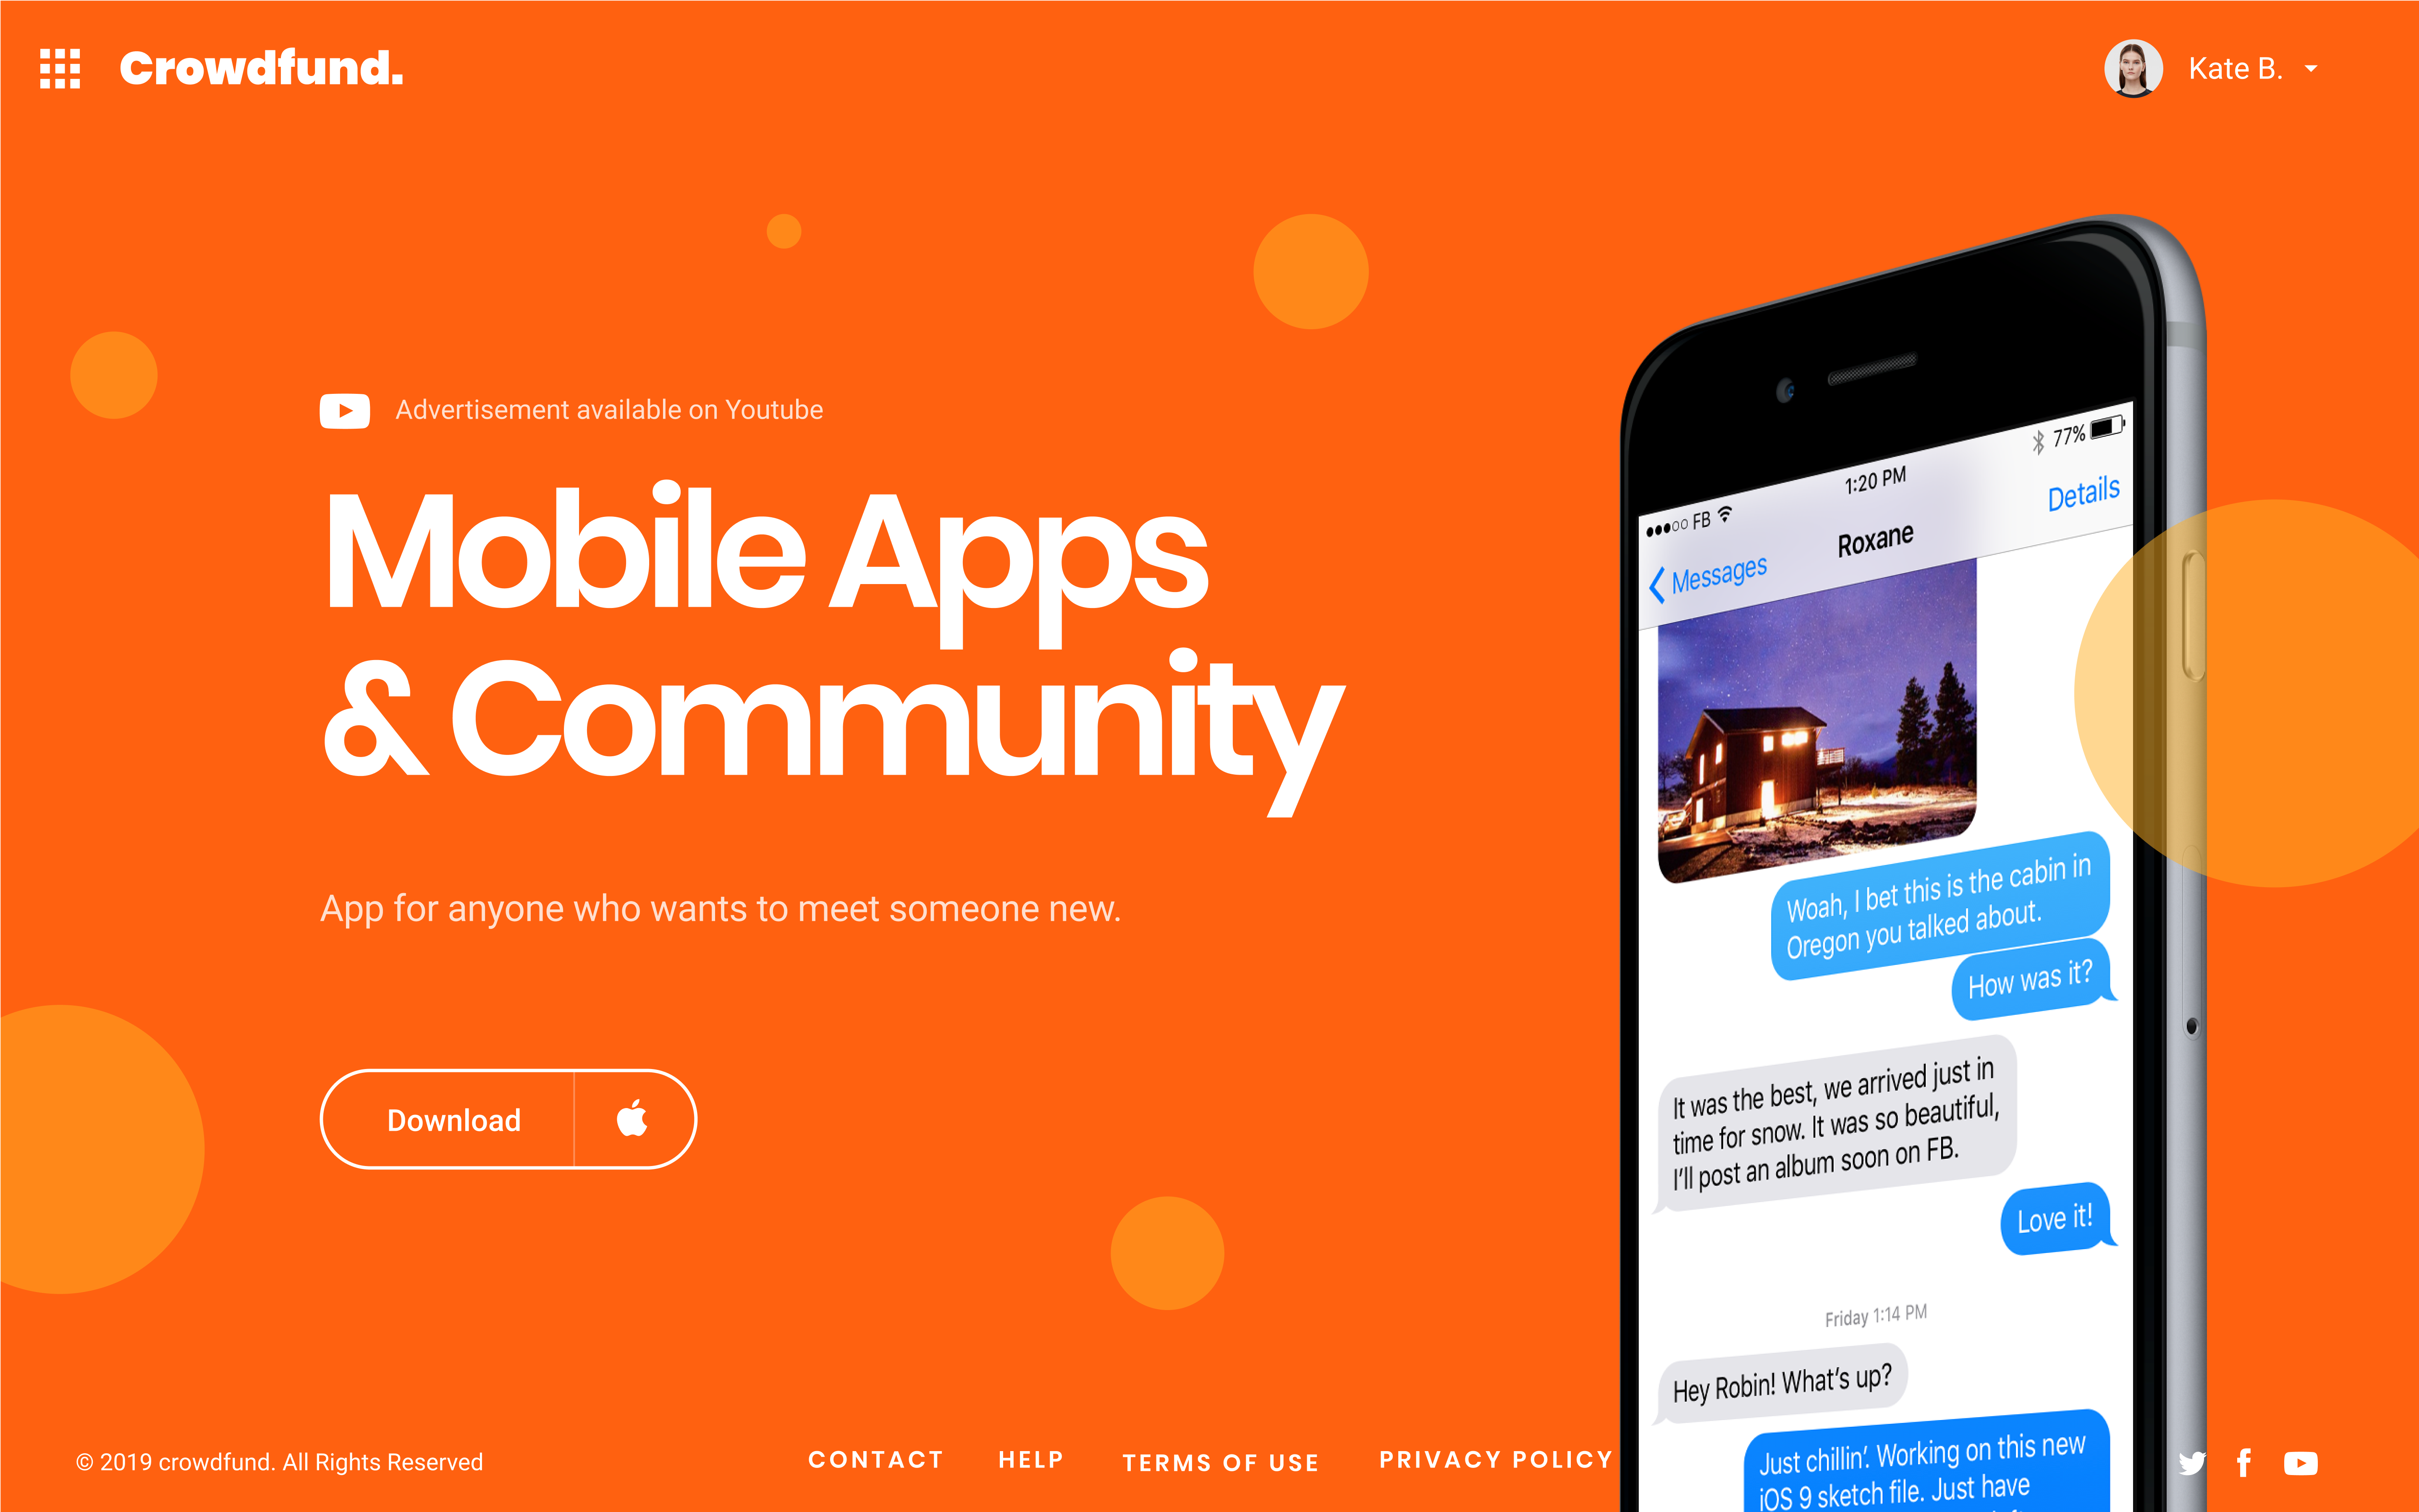 Crowdfund.
Kate B.
Advertisement available on Youtube
Mobile Apps
& Community
App for anyone who wants to meet someone new.
Download
FB
1:20 PM
77%
Messages
Roxane
Details
Woah, I bet this is the cabin in
Oregon you talked about.
How was it?
It was the best, we arrived just in
time for snow. It was so beautiful,
I'll post an album soon on FB.
Love it!
Friday 1:14 PM
Hey Robin! What's up?
Just chillin'. Working on this new
iOS 9 sketch file. Just have
© 2019 crowdfund. All Rights Reserved
CONTACT
HELP
TERMS OF USE
PRIVACY POLICY